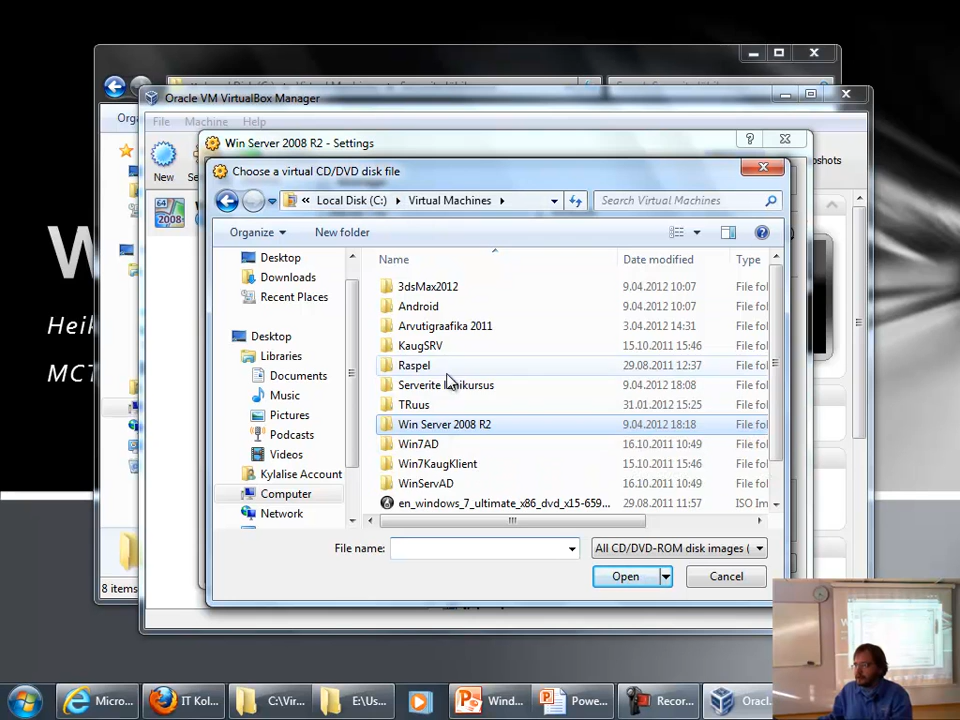 Oracle VM VirtualBox Manager
File Machine Help
Win Server 2008 R2 - Settings
New
Choose a virtual CD/DVD disk file
Local Disk (C:) Virtual Machines
Search Virtual Machines
Organize New folder
Name Date modified Type
Desktop
Downloads
Recent Places
Desktop
Libraries
Documents
Music
Pictures
Podcasts
Videos
Kylalise Account
Computer
Network
3dsMax2012 9.04.2012 10:07 File fol
Android 9.04.2012 10:07 File fol
Arvutigraafika 2011 3.04.2012 14:31 File fol
KaugSRV 15.10.2011 15:46 File fol
Raspel 29.08.2011 12:37 File fol
Serverite 9.04.2012 18:08 File fol
TRuus 31.01.2012 15:25 File fol
Win Server 2008 R2 9.04.2012 18:18 File fol
Win7AD 16.10.2011 10:49 File fol
Win7KaugKlient 15.10.2011 15:46 File fol
WinServAD 16.10.2011 10:49 File fol
en_windows_7_ultimate_x86_dvd_x15-659... 29.08.2011 11:57 ISO Im
File name:
All CD/DVD-ROM disk images (
Open Cancel
64
2008
Orga
apshots
W
Heik
MCT
8 items
Micro...
IT Kol...
C:\Vir...
E:\Us...
Wind...
Powe...
Recor...
Oracl